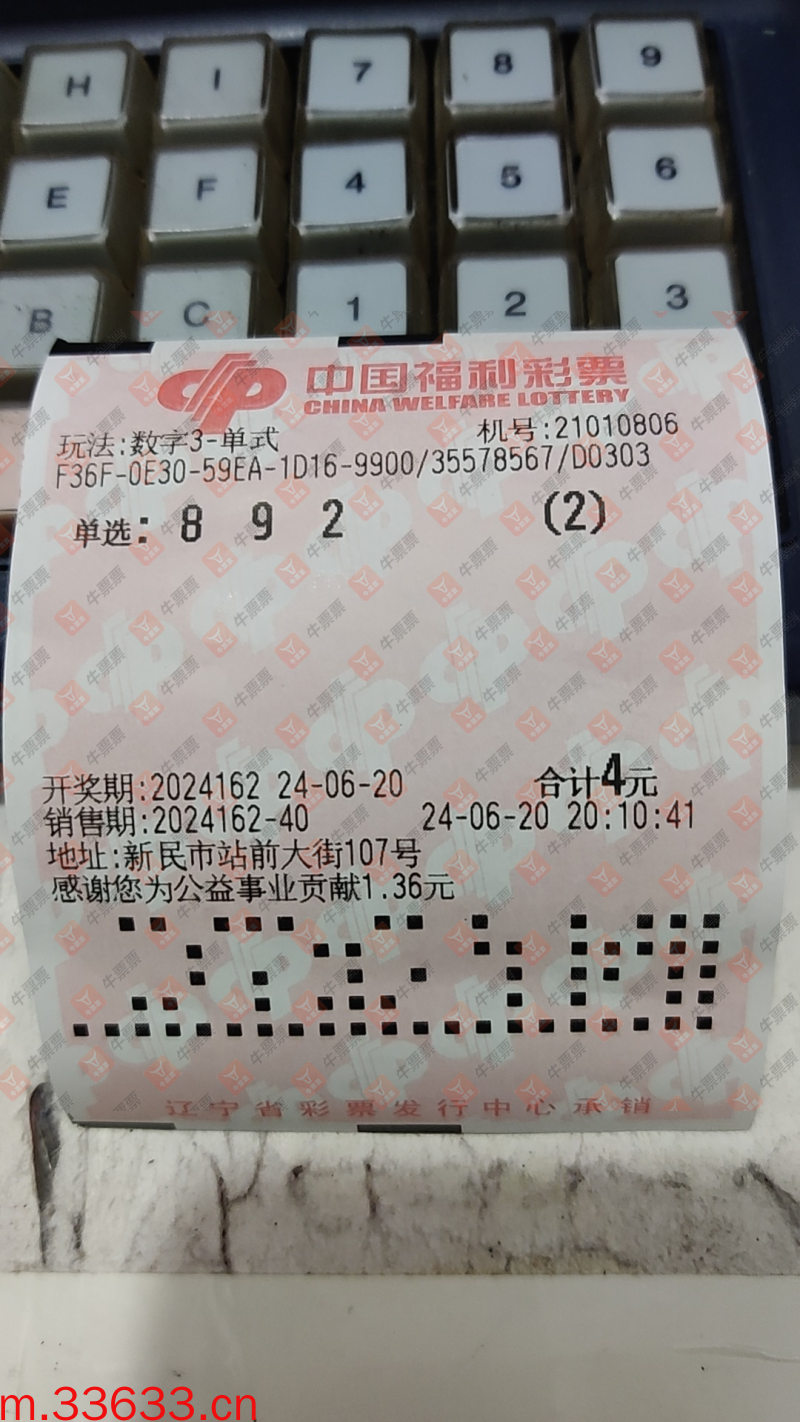 H I 7 8 9
E F 4 5 6
B C 1 2 3
中国福利彩票
CHINA WELFARE LOTTERY
玩法:数字3-单式 机号:21010806
F36F-0E30-59EA-1D16-9900/35578567/D0303
单选: 8 9 2 (2)
开奖期:2024162 24-06-20 合计4元
销售期:2024162-40 24-06-20 20:10:41
地址:新民市站前大街107号
感谢您为公益事业贡献1.36元
辽宁省彩票发行中心承销
牛票票
m.33633.cn